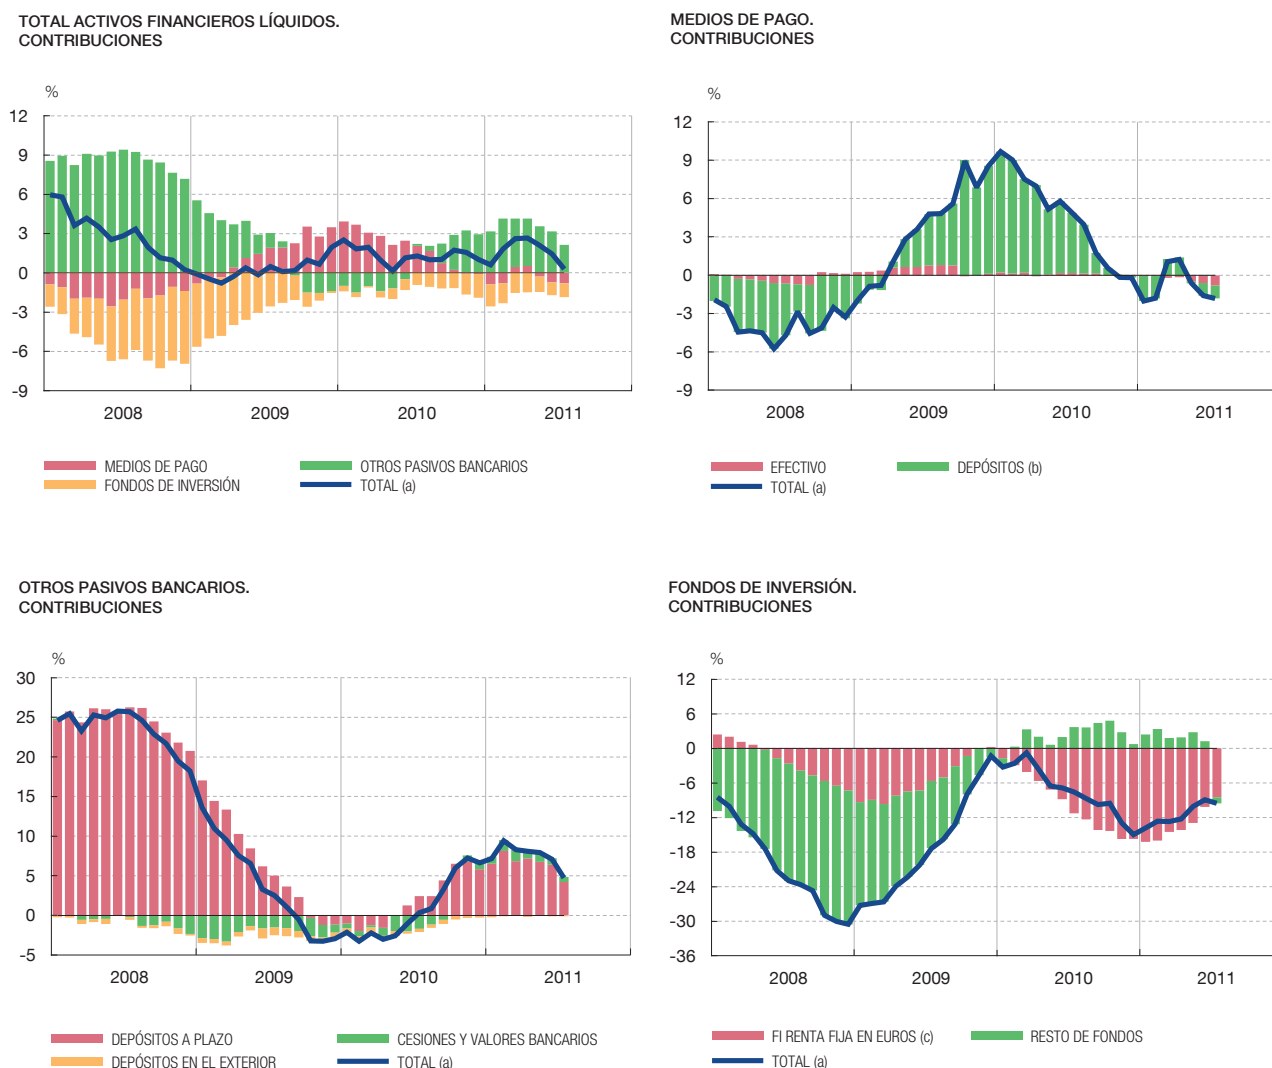 TOTAL ACTIVOS FINANCIEROS LÍQUIDOS.
CONTRIBUCIONES
%
12
9
6
3
0
-3
-6
-9
2008
2009
2010
2011
MEDIOS DE PAGO
OTROS PASIVOS BANCARIOS
FONDOS DE INVERSIÓN
TOTAL (a)
MEDIOS DE PAGO.
CONTRIBUCIONES
%
12
9
6
3
0
-3
-6
-9
2008
2009
2010
2011
EFECTIVO
DEPÓSITOS (b)
TOTAL (a)
OTROS PASIVOS BANCARIOS.
CONTRIBUCIONES
%
30
25
20
15
10
5
0
-5
2008
2009
2010
2011
DEPÓSITOS A PLAZO
CESIONES Y VALORES BANCARIOS
DEPÓSITOS EN EL EXTERIOR
TOTAL (a)
FONDOS DE INVERSIÓN.
CONTRIBUCIONES
%
12
6
0
-6
-12
-18
-24
-30
-36
2008
2009
2010
2011
FI RENTA FIJA EN EUROS (c)
RESTO DE FONDOS
TOTAL (a)